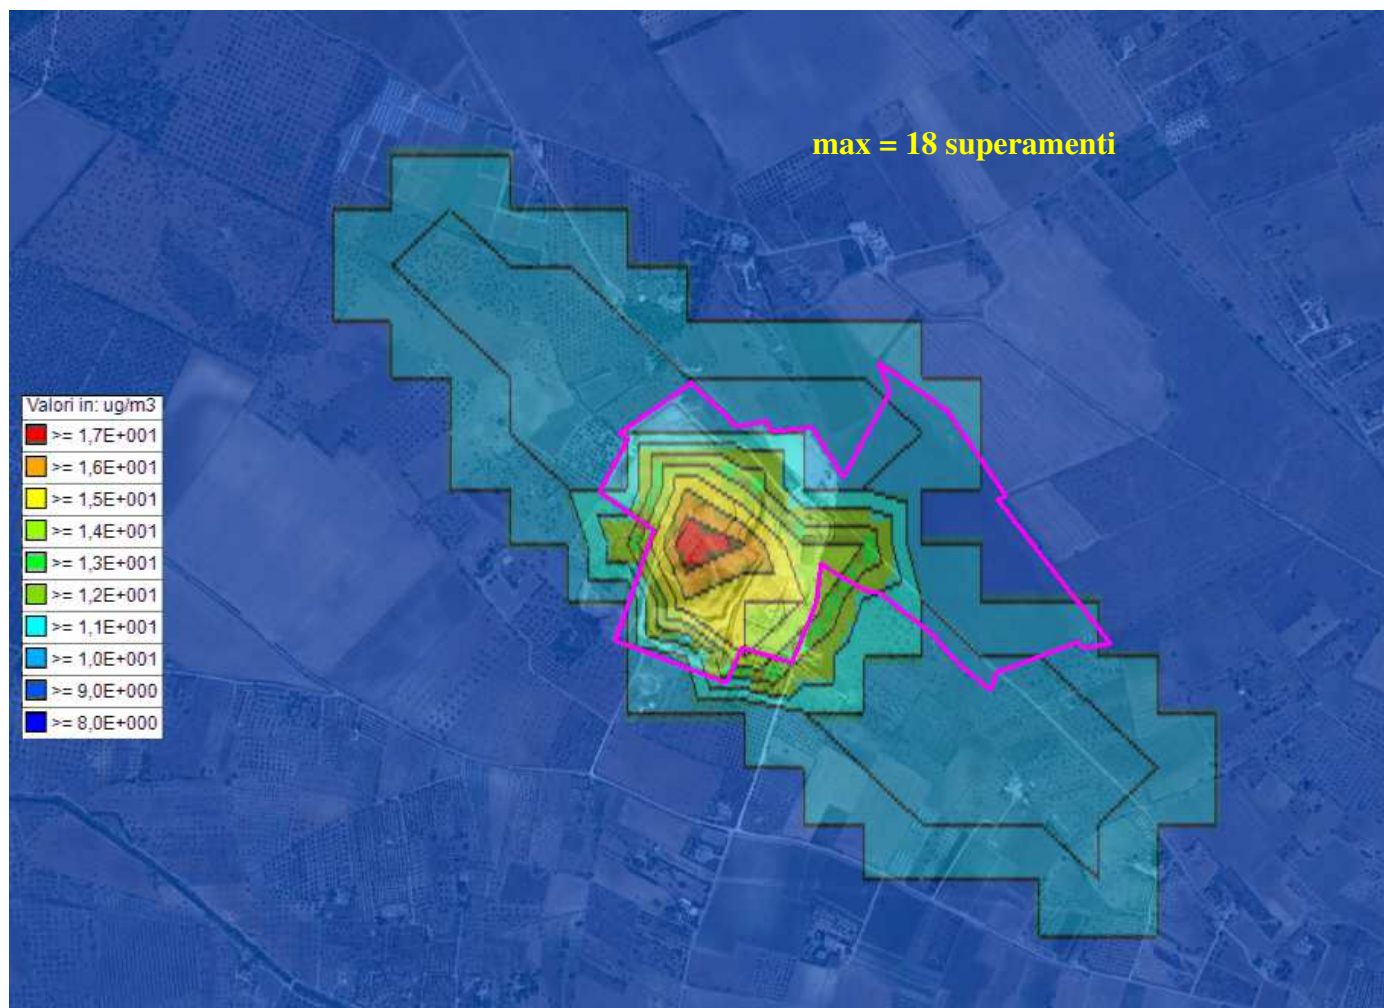 max = 18 superamenti
Valori in: ug/m3
>= 1,7E+001
>= 1,6E+001
>= 1,5E+001
>= 1,4E+001
>= 1,3E+001
>= 1,2E+001
>= 1,1E+001
>= 1,0E+001
>= 9,0E+000
>= 8,0E+000